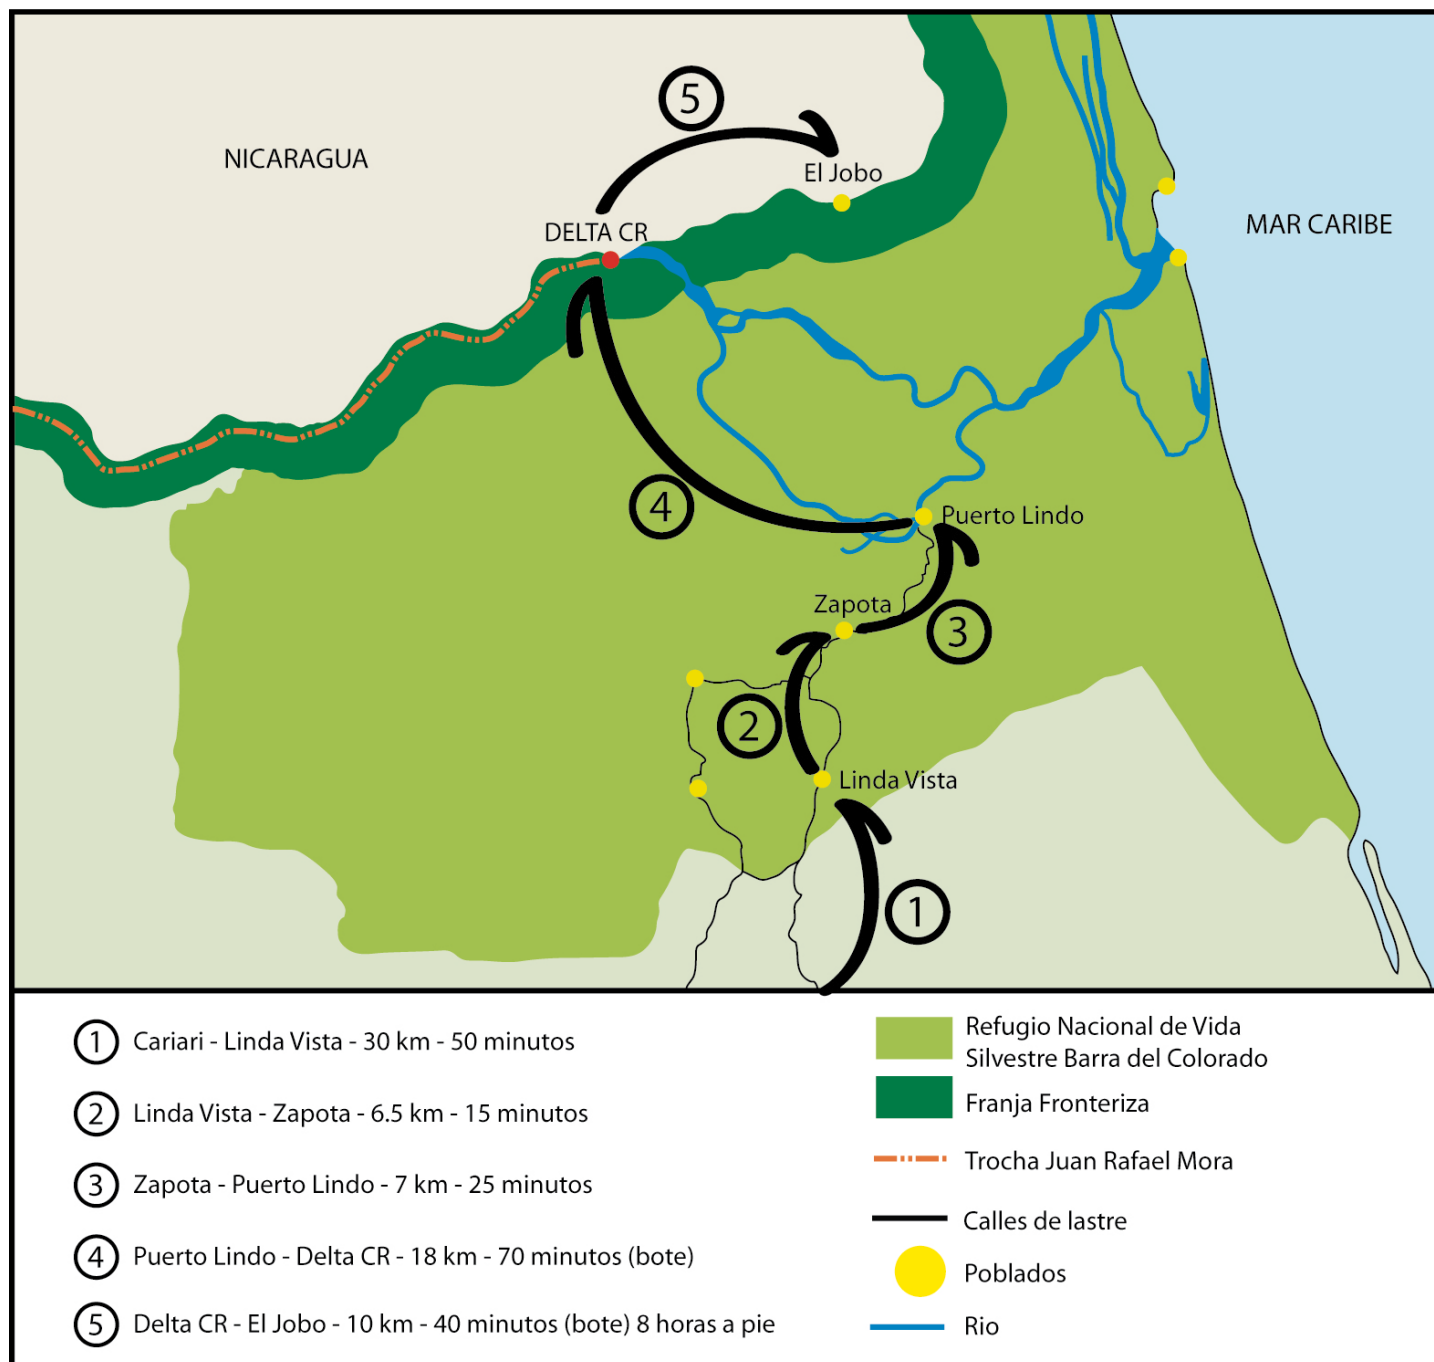 5
NICARAGUA
El Jobo
DELTA CR
MAR CARIBE
4
Puerto Lindo
Zapota
3
2
Linda Vista
1
1 Cariari - Linda Vista - 30 km - 50 minutos
2 Linda Vista - Zapota - 6.5 km - 15 minutos
3 Zapota - Puerto Lindo - 7 km - 25 minutos
4 Puerto Lindo - Delta CR - 18 km - 70 minutos (bote)
5 Delta CR - El Jobo - 10 km - 40 minutos (bote) 8 horas a pie
Refugio Nacional de Vida
Silvestre Barra del Colorado
Franja Fronteriza
Trocha Juan Rafael Mora
Calles de lastre
Poblados
Rio